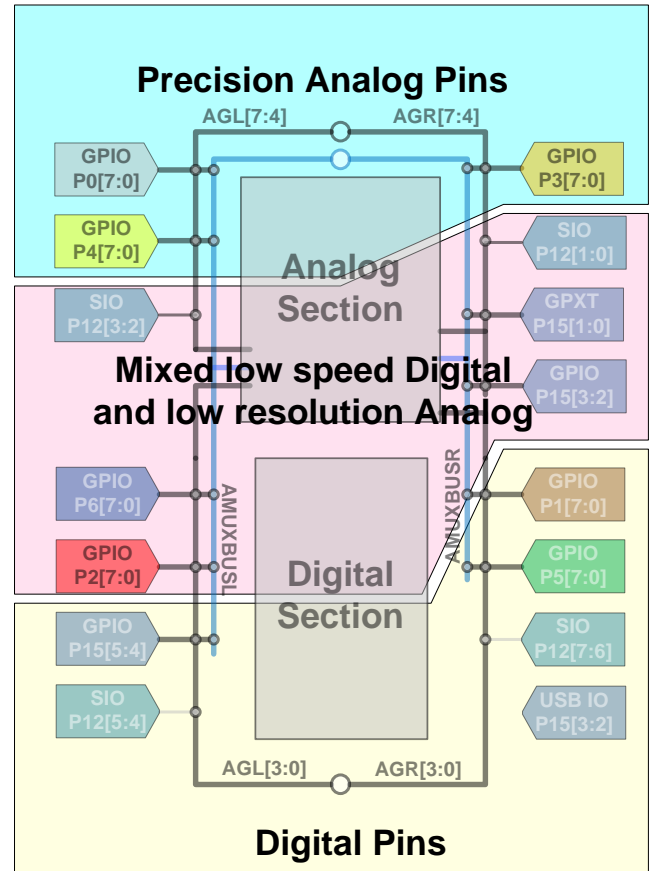 Precision Analog Pins
AGL[7:4]
AGR[7:4]
GPIO
P0[7:0]
GPIO
P3[7:0]
GPIO
P4[7:0]
SIO
P12[1:0]
Analog
Section
SIO
P12[3:2]
GPXT
P15[1:0]
Mixed low speed Digital
and low resolution Analog
GPIO
P15[3:2]
AMUXBUSL
AMUXBUSR
GPIO
P6[7:0]
GPIO
P1[7:0]
GPIO
P2[7:0]
Digital
Section
GPIO
P5[7:0]
GPIO
P15[5:4]
SIO
P12[7:6]
SIO
P12[5:4]
USB IO
P15[3:2]
AGL[3:0]
AGR[3:0]
Digital Pins